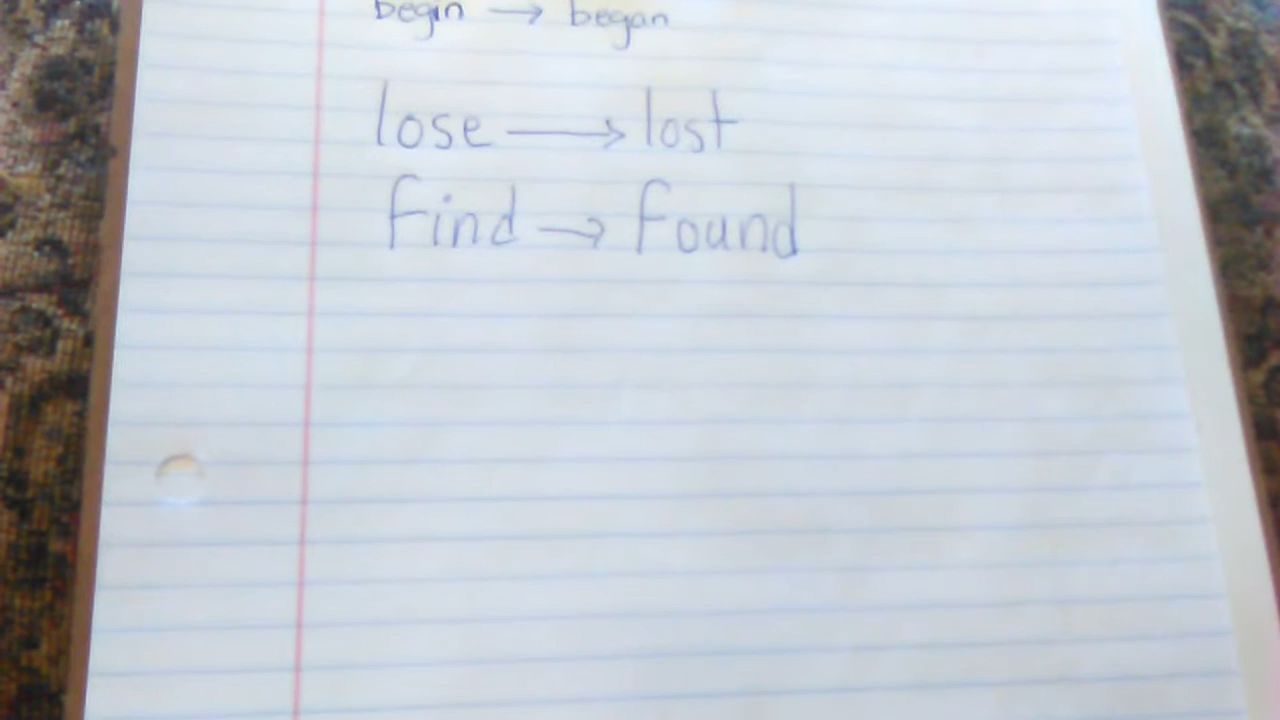 begin → began
lose → lost
Find → Found